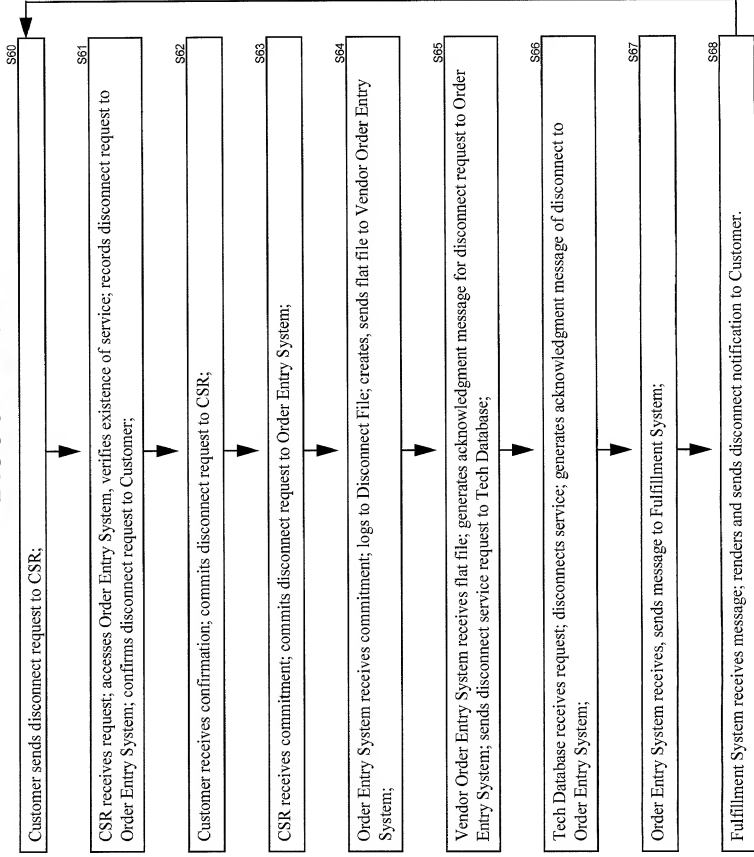 S60
Customer sends disconnect request to CSR;
S61
CSR receives request; accesses Order Entry System, verifies existence of service; records disconnect request to
Order Entry System; confirms disconnect request to Customer;
S62
Customer receives confirmation; commits disconnect request to CSR;
S63
CSR receives commitment; commits disconnect request to Order Entry System;
S64
Order Entry System receives commitment; logs to Disconnect File; creates, sends flat file to Vendor Order Entry
System;
S65
Vendor Order Entry System receives flat file; generates acknowledgment message for disconnect request to Order
Entry System; sends disconnect service request to Tech Database;
S66
Tech Database receives request; disconnects service; generates acknowledgment message of disconnect to
Order Entry System;
S67
Order Entry System receives, sends message to Fulfillment System;
S68
Fulfillment System receives message; renders and sends disconnect notification to Customer.